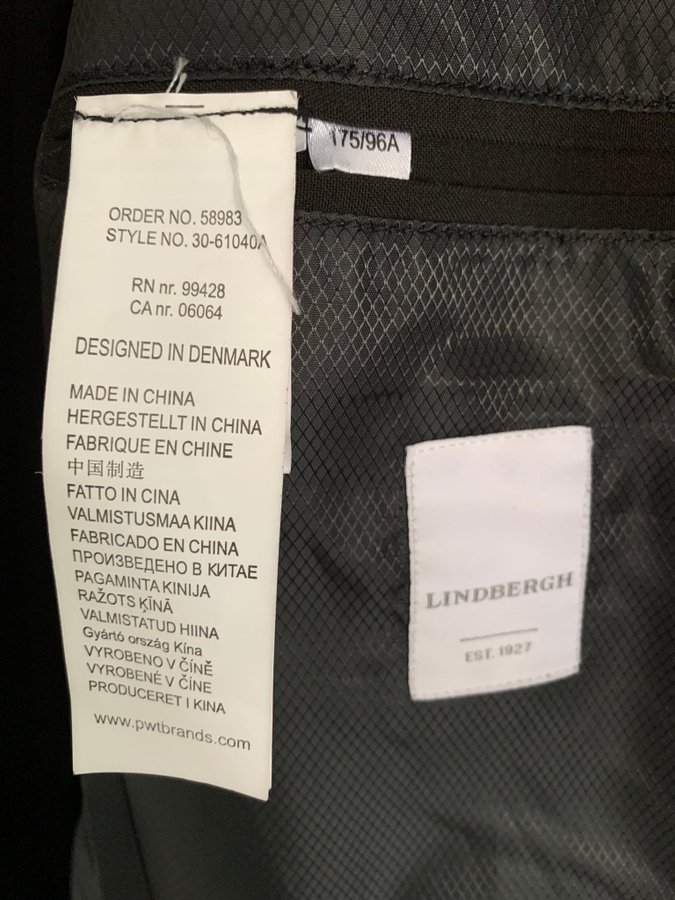 ORDER NO. 58983
STYLE NO. 30-61040A
RN nr. 99428
CA nr. 06064
DESIGNED IN DENMARK
MADE IN CHINA
HERGESTELLT IN CHINA
FABRIQUE EN CHINE
中国制造
FATTO IN CINA
VALMISTUSMAA KIINA
FABRICADO EN CHINA
ПРОИЗВЕДЕНО В КИТАЕ
PAGAMINTA KINIJA
RAŽOTS ĶĪNĀ
VALMISTATUD HIINA
Gyártó ország Kína
VYROBENO V ČÍNĚ
VYROBENÉ V ČÍNE
PRODUCERET I KINA
www.pwtbrands.com
175/96A
LINDBERGH
EST. 1927